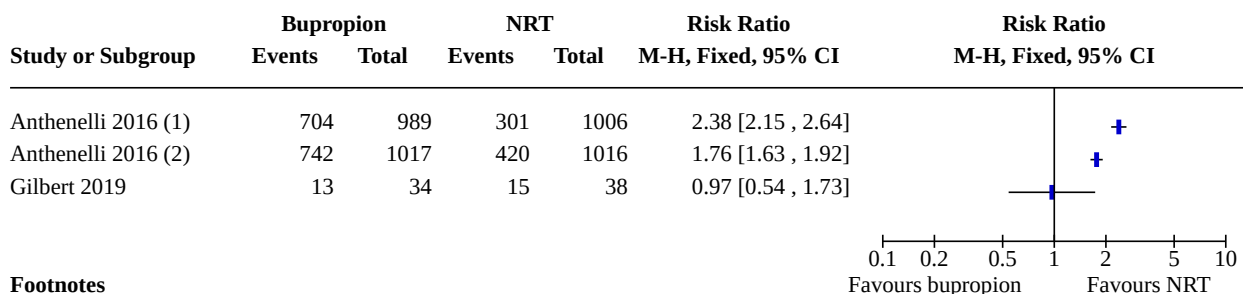 Bupropion NRT Risk Ratio Risk Ratio
Study or Subgroup Events Total Events Total M-H, Fixed, 95% CI M-H, Fixed, 95% CI
Anthenelli 2016 (1) 704 989 301 1006 2.38 [2.15 , 2.64]
Anthenelli 2016 (2) 742 1017 420 1016 1.76 [1.63 , 1.92]
Gilbert 2019 13 34 15 38 0.97 [0.54 , 1.73]
0.1 0.2 0.5 1 2 5 10
Footnotes Favours bupropion Favours NRT